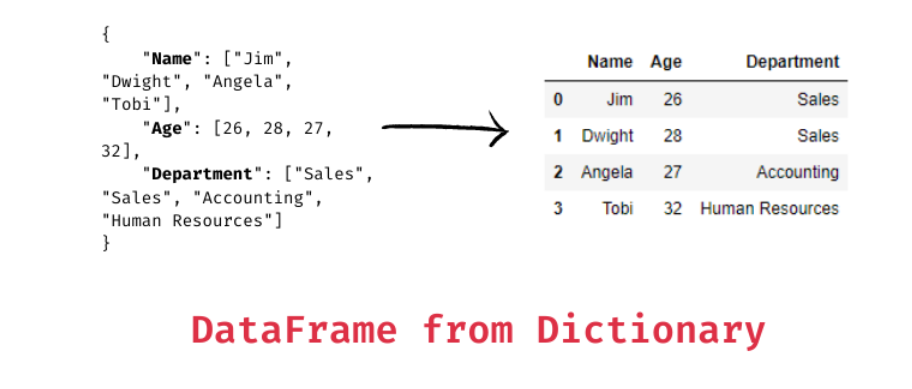 {
"Name": ["Jim",
"Dwight", "Angela",
"Tobi"],
"Age": [26, 28, 27,
32],
"Department": ["Sales",
"Sales", "Accounting",
"Human Resources"]
}
Name Age Department
0 Jim 26 Sales
1 Dwight 28 Sales
2 Angela 27 Accounting
3 Tobi 32 Human Resources
DataFrame from Dictionary